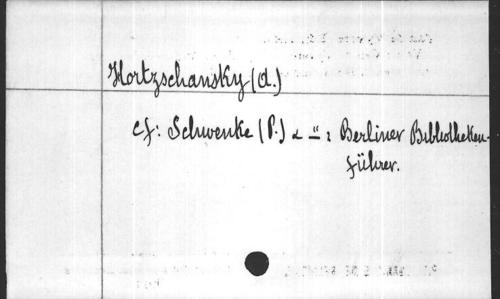 Hortzschansky (A.)
cf: Schwenke (P.) & — " — : Berliner Bibliotheken-
führer.